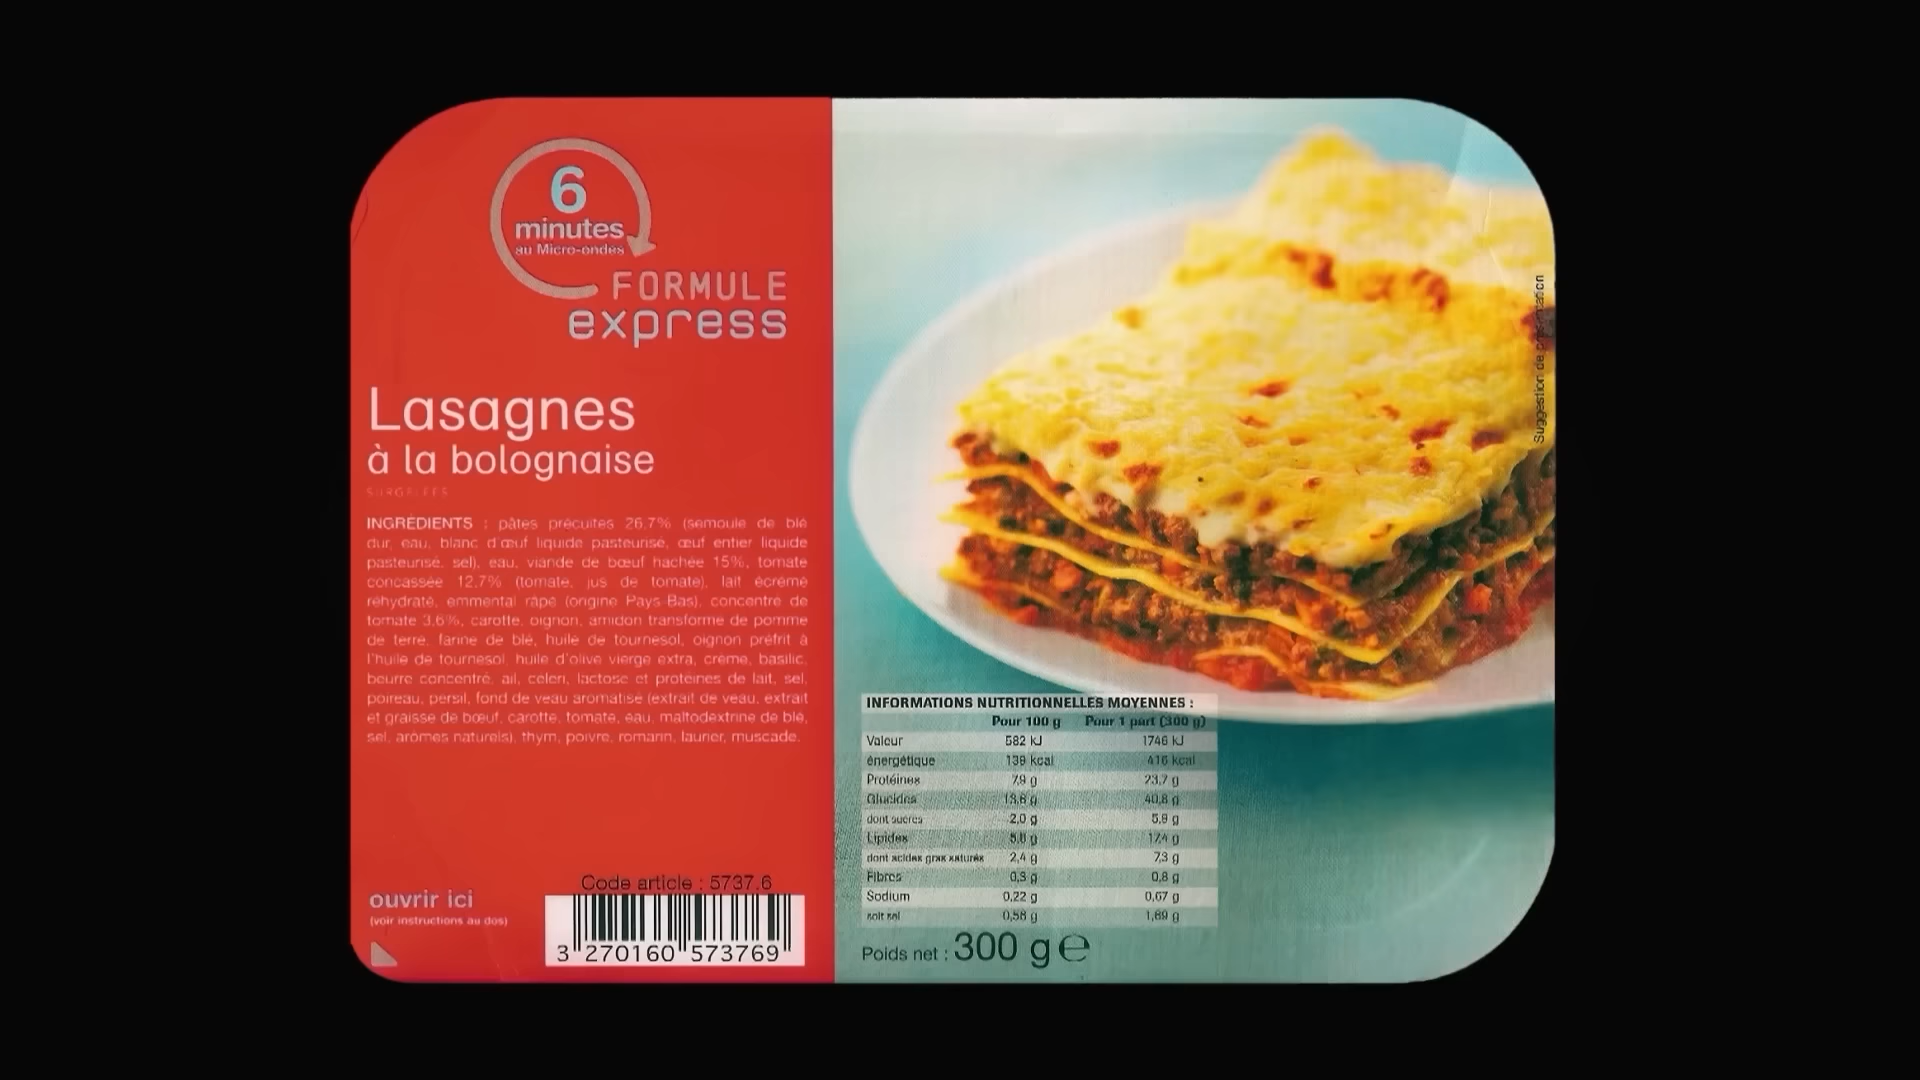 6
minutes
au Micro-ondes
FORMULE
express
Lasagnes
à la bolognaise
SURGELEES
INGRÉDIENTS : pâtes précuites 26,7% (semoule de blé
dur, eau, blanc d'œuf liquide pasteurisé, œuf entier liquide
pasteurisé, sel), eau, viande de bœuf hachée 15%, tomate
concassée 12,7% (tomate, jus de tomate), lait écrémé
réhydraté, emmental râpé (origine Pays-Bas), concentré de
tomate 3,6%, carotte, oignon, amidon transformé de pomme
de terre, farine de blé, huile de tournesol, oignon préfrit à
l'huile de tournesol, huile d'olive vierge extra, crème, basilic,
beurre concentré, ail, céleri, lactose et protéines de lait, sel,
poireau, persil, fond de veau aromatisé (extrait de veau, extrait
et graisse de bœuf, carotte, tomate, eau, maltodextrine de blé,
sel, arômes naturels), thym, poivre, romarin, laurier, muscade.
ouvrir ici
(voir instructions au dos)
Code article : 5737.6
3 270160 573769
Suggestion de présentation
INFORMATIONS NUTRITIONNELLES MOYENNES :
Pour 100 g Pour 1 part (300 g)
Valeur 582 kJ 1746 kJ
énergétique 139 kcal 416 kcal
Protéines 7,9 g 23,7 g
Glucides 13,6 g 40,8 g
dont sucres 2,0 g 5,9 g
Lipides 5,8 g 17,4 g
dont acides gras saturés 2,4 g 7,3 g
Fibres 0,3 g 0,8 g
Sodium 0,22 g 0,67 g
soit sel 0,56 g 1,69 g
Poids net : 300 g e